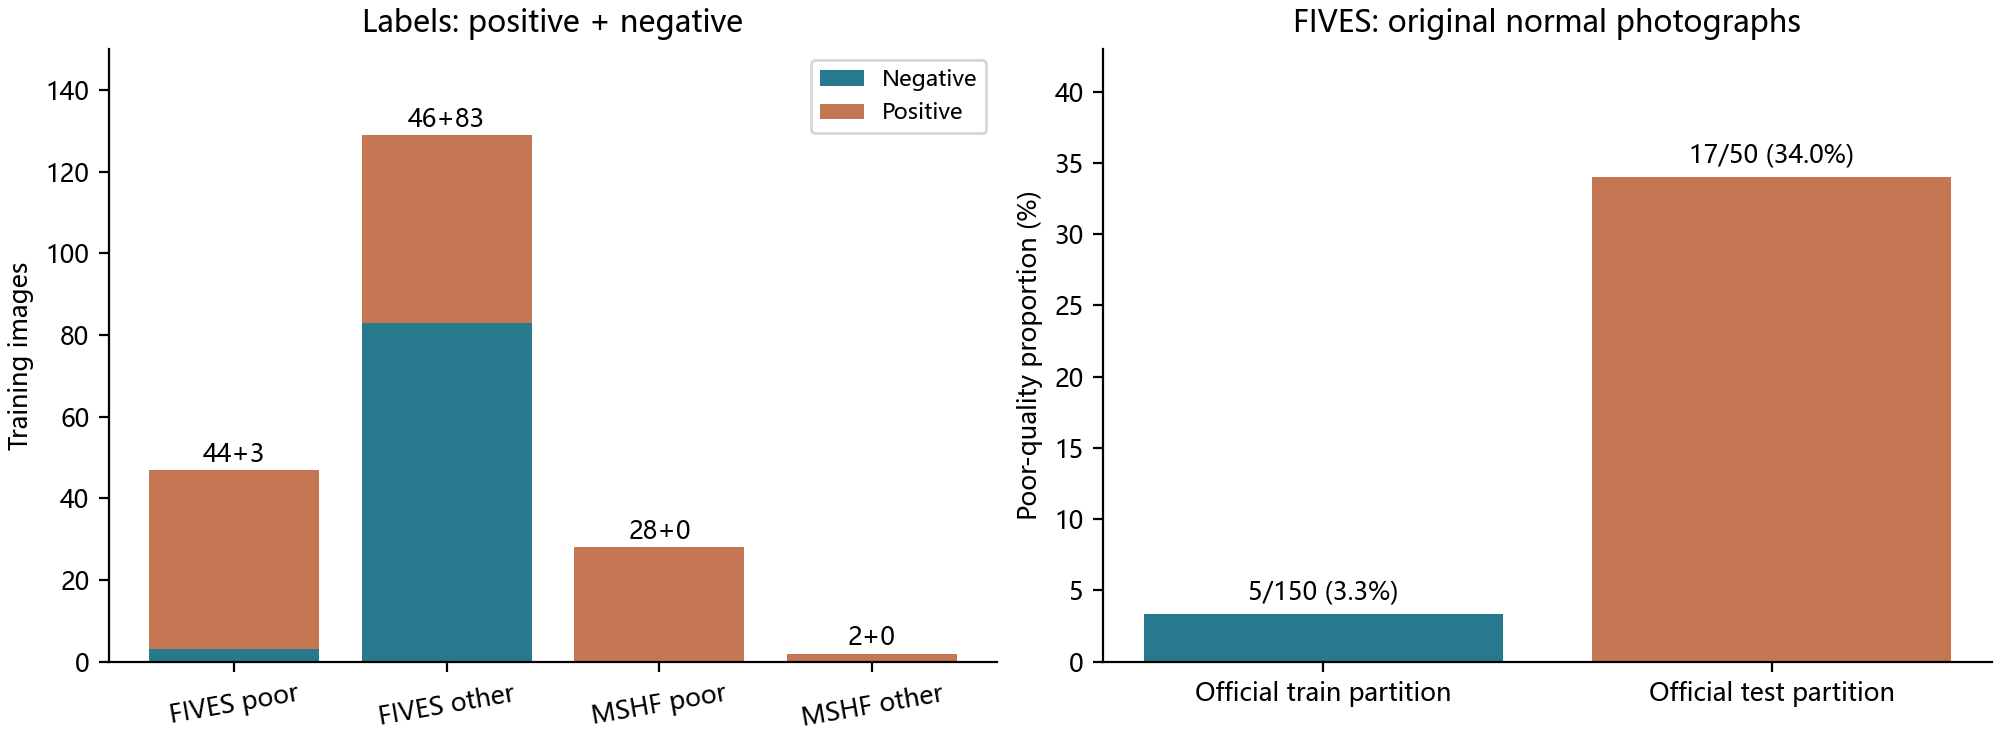 Labels: positive + negative
Training images
140
120
100
80
60
40
20
0
44+3
46+83
28+0
2+0
Negative
Positive
FIVES poor
FIVES other
MSHF poor
MSHF other
FIVES: original normal photographs
Poor-quality proportion (%)
40
35
30
25
20
15
10
5
0
5/150 (3.3%)
17/50 (34.0%)
Official train partition
Official test partition